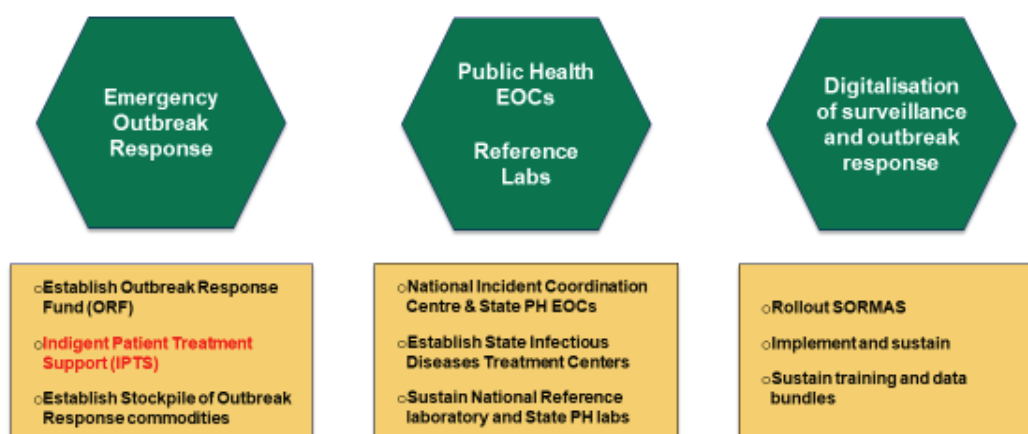 Emergency
Outbreak
Response
Public Health
EOCs
Reference
Labs
Digitalisation
of surveillance
and outbreak
response
oEstablish Outbreak Response
Fund (ORF)
oIndigent Patient Treatment
Support (IPTS)
oEstablish Stockpile of Outbreak
Response commodities
oNational Incident Coordination
Centre & State PH EOCs
oEstablish State Infectious
Diseases Treatment Centers
oSustain National Reference
laboratory and State PH labs
oRollout SORMAS
oImplement and sustain
oSustain training and data
bundles